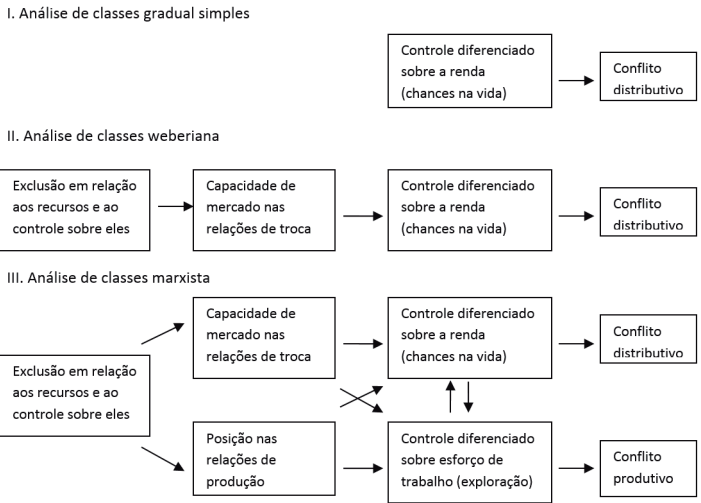 I. Análise de classes gradual simples
Controle diferenciado
sobre a renda
(chances na vida)
Conflito
distributivo
II. Análise de classes weberiana
Exclusão em relação
aos recursos e ao
controle sobre eles
Capacidade de
mercado nas
relações de troca
Controle diferenciado
sobre a renda
(chances na vida)
Conflito
distributivo
III. Análise de classes marxista
Exclusão em relação
aos recursos e ao
controle sobre eles
Capacidade de
mercado nas
relações de troca
Controle diferenciado
sobre a renda
(chances na vida)
Conflito
distributivo
Posição nas
relações de
produção
Controle diferenciado
sobre esforço de
trabalho (exploração)
Conflito
produtivo